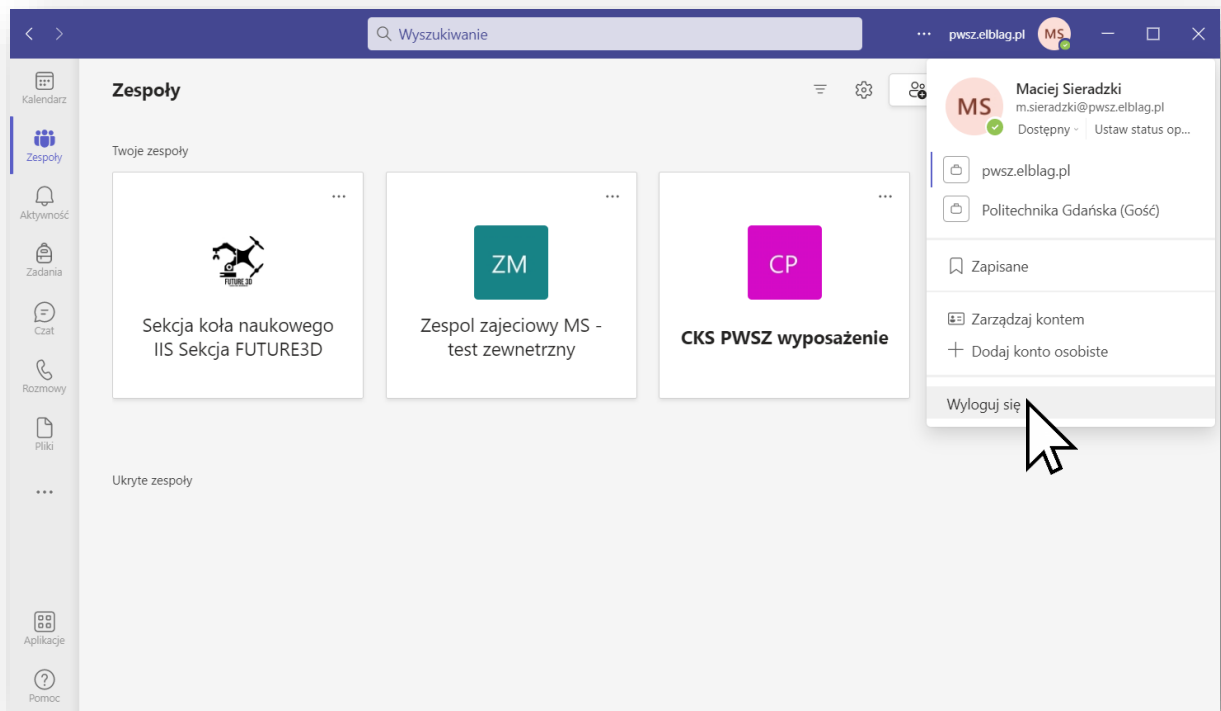 Wyszukiwanie
pwsz.elblag.pl
MS
Kalendarz
Zespoły
Aktywność
Zadania
Czat
Rozmowy
Pliki
Aplikacje
Pomoc
Zespoły
Twoje zespoły
FUTURE 3D
Sekcja koła naukowego
IIS Sekcja FUTURE3D
ZM
Zespol zajeciowy MS -
test zewnetrzny
CP
CKS PWSZ wyposażenie
Ukryte zespoły
MS
Maciej Sieradzki
m.sieradzki@pwsz.elblag.pl
Dostępny
Ustaw status op...
pwsz.elblag.pl
Politechnika Gdańska (Gość)
Zapisane
Zarządzaj kontem
Dodaj konto osobiste
Wyloguj się